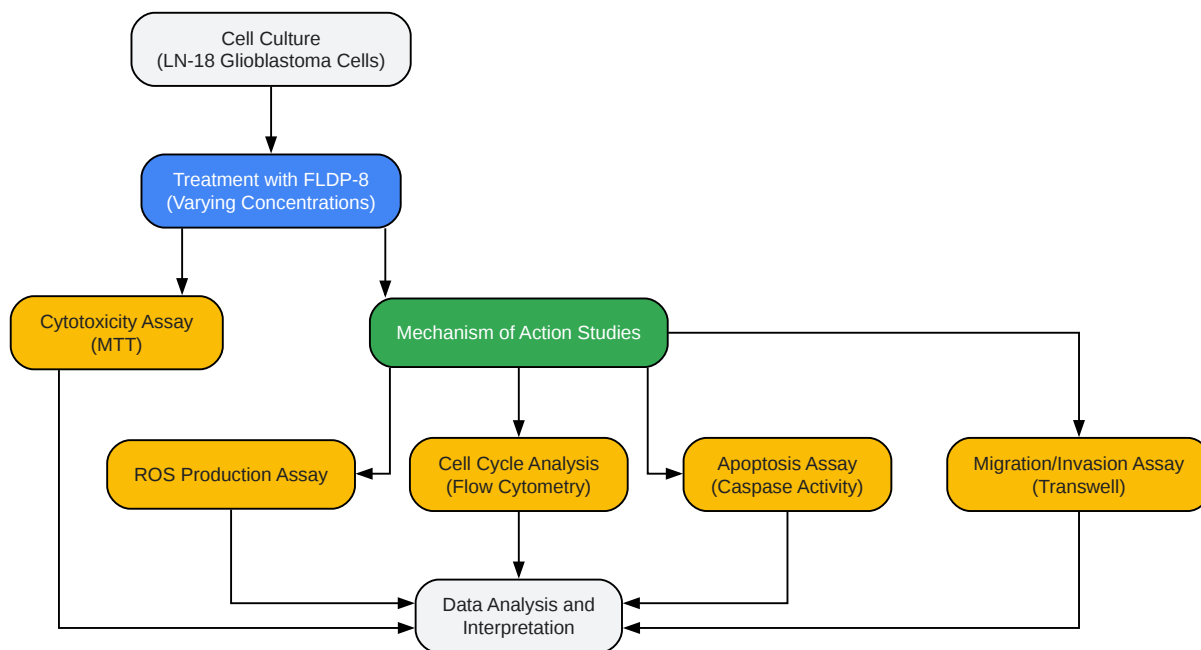 Cell Culture
(LN-18 Glioblastoma Cells)
Treatment with FLDP-8
(Varying Concentrations)
Cytotoxicity Assay
(MTT)
Mechanism of Action Studies
ROS Production Assay
Cell Cycle Analysis
(Flow Cytometry)
Apoptosis Assay
(Caspase Activity)
Migration/Invasion Assay
(Transwell)
Data Analysis and
Interpretation